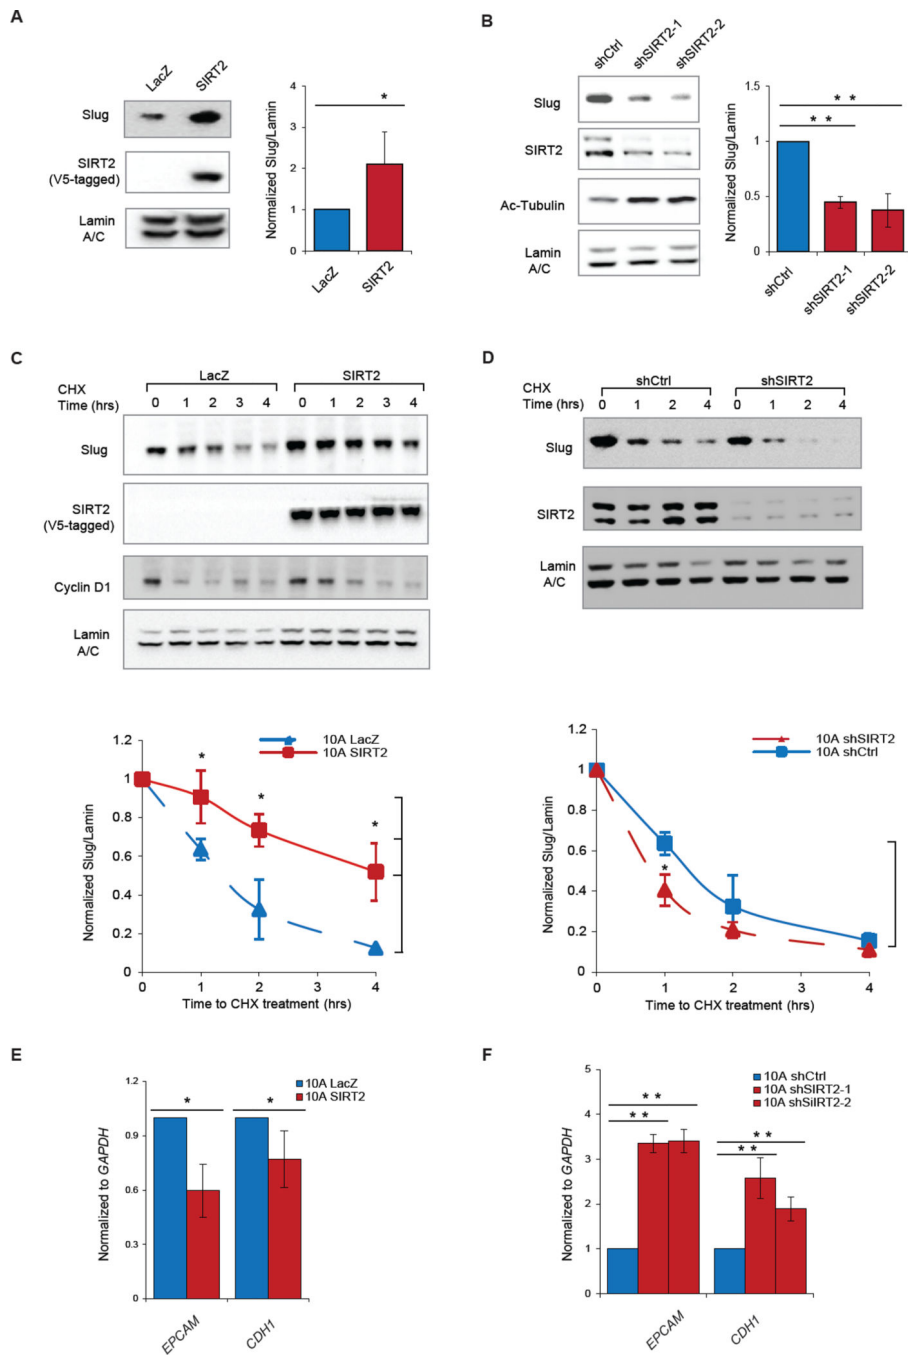 A
LacZ
SIRT2
Slug
SIRT2
(V5-tagged)
Lamin
A/C
Normalized Slug/Lamin
4
3
2
1
0
*
LacZ
SIRT2
B
shCtrl
shSIRT2-1
shSIRT2-2
Slug
SIRT2
Ac-Tubulin
Lamin
A/C
Normalized Slug/Lamin
1.5
1
0.5
0
* *
* *
shCtrl
shSIRT2-1
shSIRT2-2
C
LacZ SIRT2
CHX
Time (hrs) 0 1 2 3 4 0 1 2 3 4
Slug
SIRT2
(V5-tagged)
Cyclin D1
Lamin
A/C
D
shCtrl shSIRT2
CHX
Time (hrs) 0 1 2 4 0 1 2 4
Slug
SIRT2
Lamin
A/C
Normalized Slug/Lamin
1.2
1
0.8
0.6
0.4
0.2
0
10A LacZ
10A SIRT2
*
*
*
0 1 2 3 4
Time to CHX treatment (hrs)
Normalized Slug/Lamin
1.2
1
0.8
0.6
0.4
0.2
0
10A shSIRT2
10A shCtrl
*
0 1 2 3 4
Time to CHX treatment (hrs)
E
Normalized to GAPDH
1.2
0.9
0.6
0.3
0
10A LacZ
10A SIRT2
* *
EPCAM
CDH1
F
Normalized to GAPDH
5
4
3
2
1
0
10A shCtrl
10A shSIRT2-1
10A shSiIRT2-2
* *
* *
* *
* *
EPCAM
CDH1